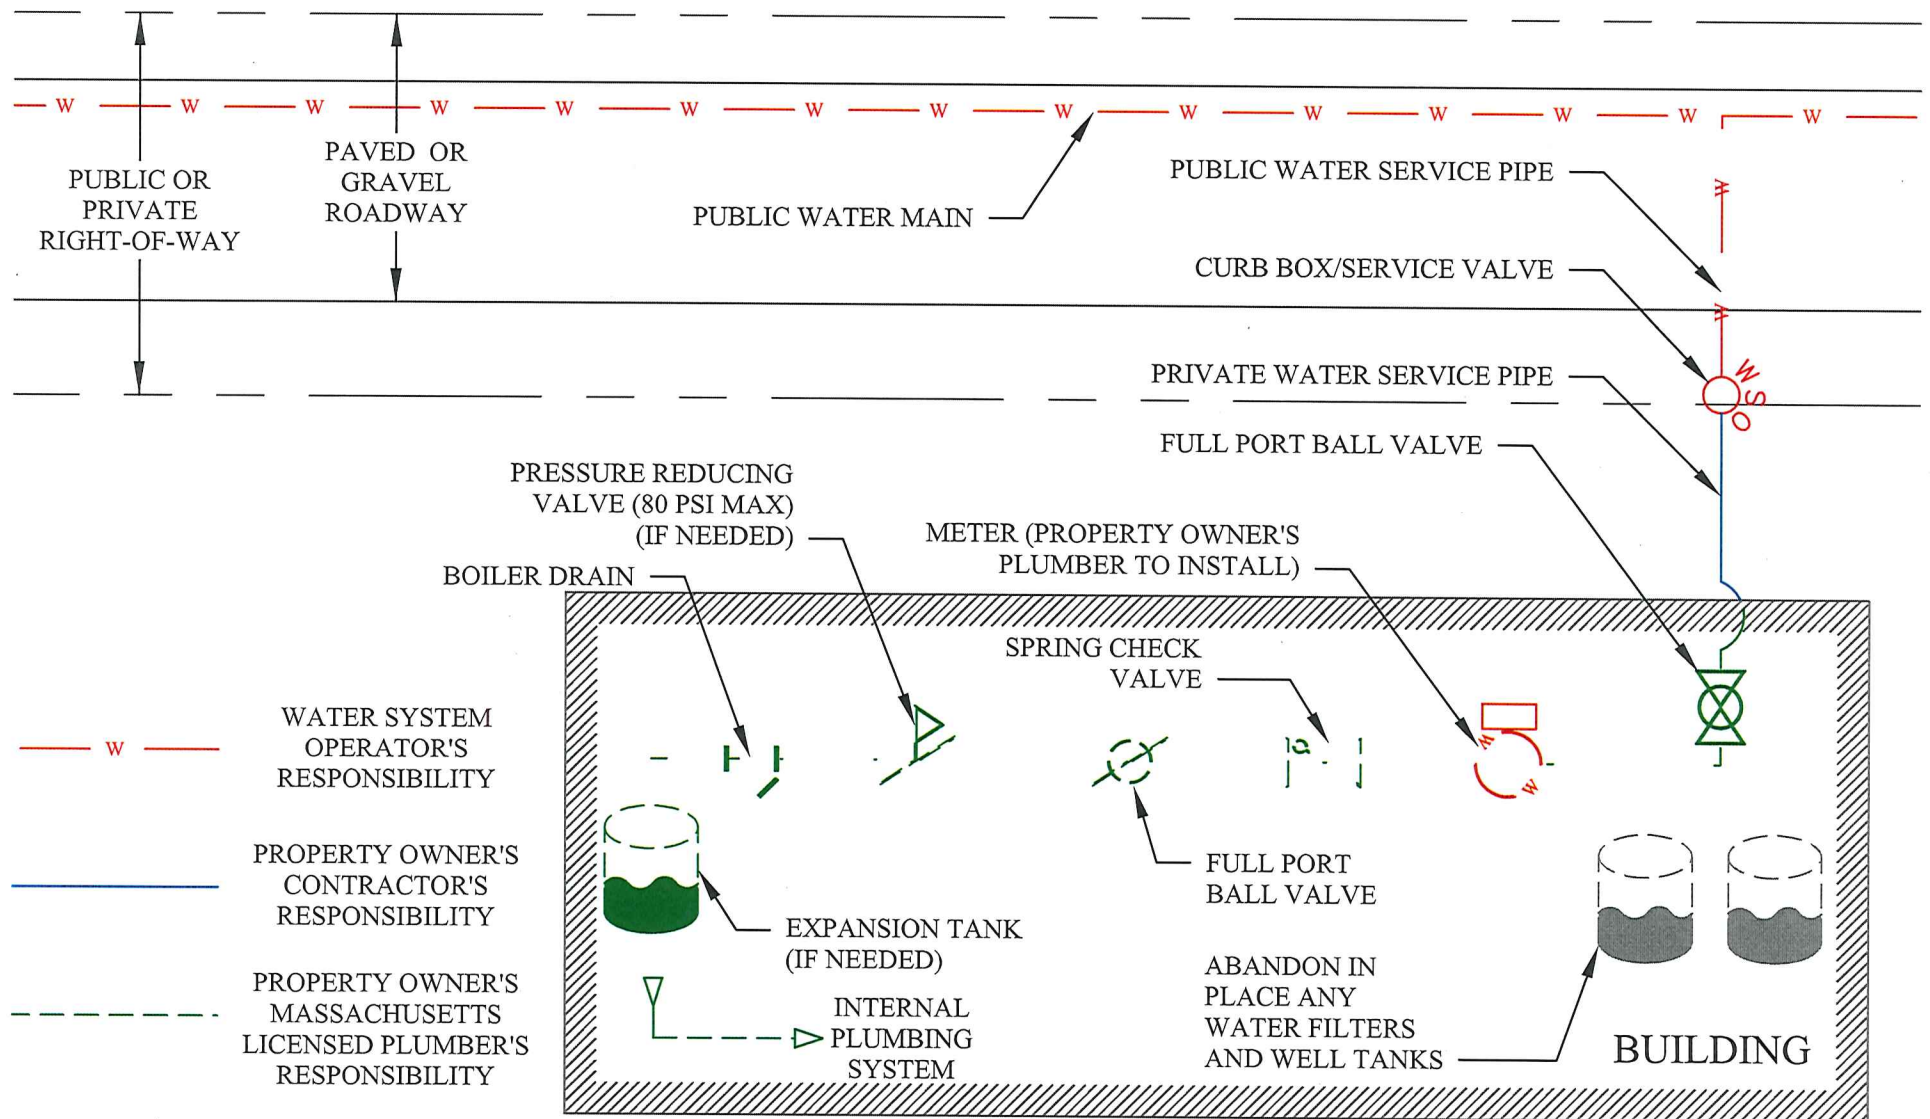 W W W W W W W W W W W W W W W
PUBLIC OR
PRIVATE
RIGHT-OF-WAY
PAVED OR
GRAVEL
ROADWAY
PUBLIC WATER MAIN
PUBLIC WATER SERVICE PIPE
W
CURB BOX/SERVICE VALVE
W
PRIVATE WATER SERVICE PIPE
WSO
FULL PORT BALL VALVE
PRESSURE REDUCING
VALVE (80 PSI MAX)
(IF NEEDED)
METER (PROPERTY OWNER'S
PLUMBER TO INSTALL)
BOILER DRAIN
SPRING CHECK
VALVE
W
W
FULL PORT
BALL VALVE
EXPANSION TANK
(IF NEEDED)
INTERNAL
PLUMBING
SYSTEM
ABANDON IN
PLACE ANY
WATER FILTERS
AND WELL TANKS
BUILDING
W
WATER SYSTEM
OPERATOR'S
RESPONSIBILITY
PROPERTY OWNER'S
CONTRACTOR'S
RESPONSIBILITY
PROPERTY OWNER'S
MASSACHUSETTS
LICENSED PLUMBER'S
RESPONSIBILITY